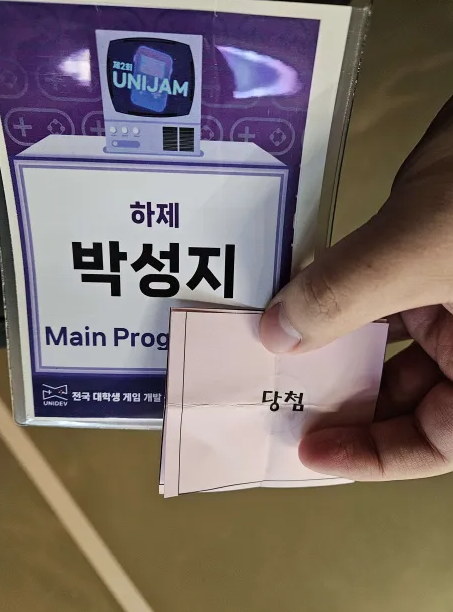 제2회
UNIJAM
하제
박성지
Main Prog
UNIDEV
전국 대학생 게임 개발
당첨